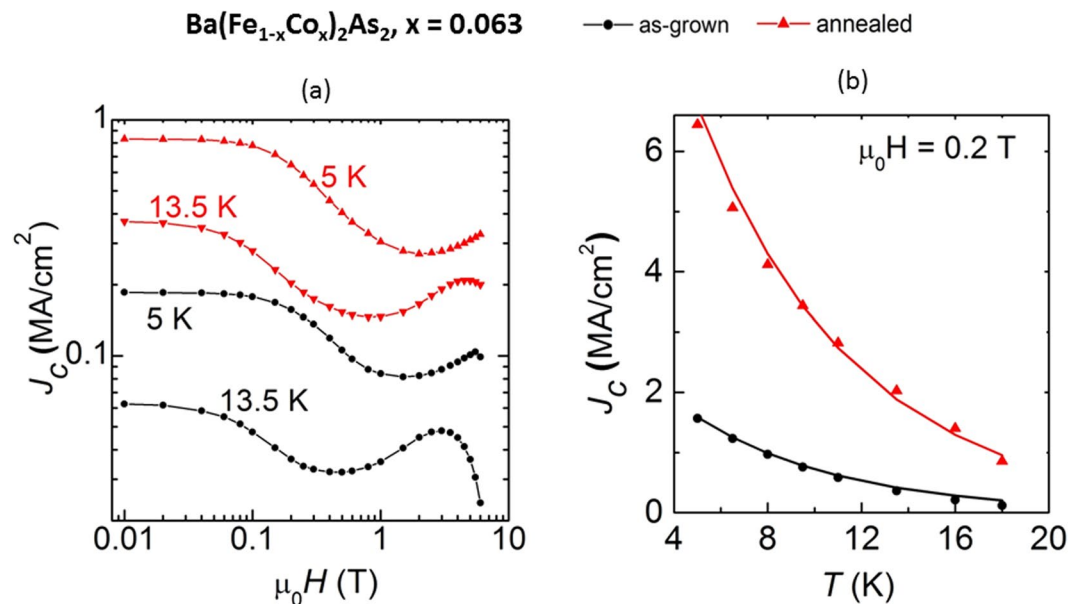 Ba(Fe₁₋ₓCoₓ)₂As₂, x = 0.063
as-grown
annealed
(a)
1
0.1
5 K
13.5 K
5 K
13.5 K
J_C (MA/cm²)
0.01 0.1 1 10
μ₀H (T)
(b)
μ₀H = 0.2 T
6
4
2
0
J_C (MA/cm²)
4 8 12 16 20
T (K)